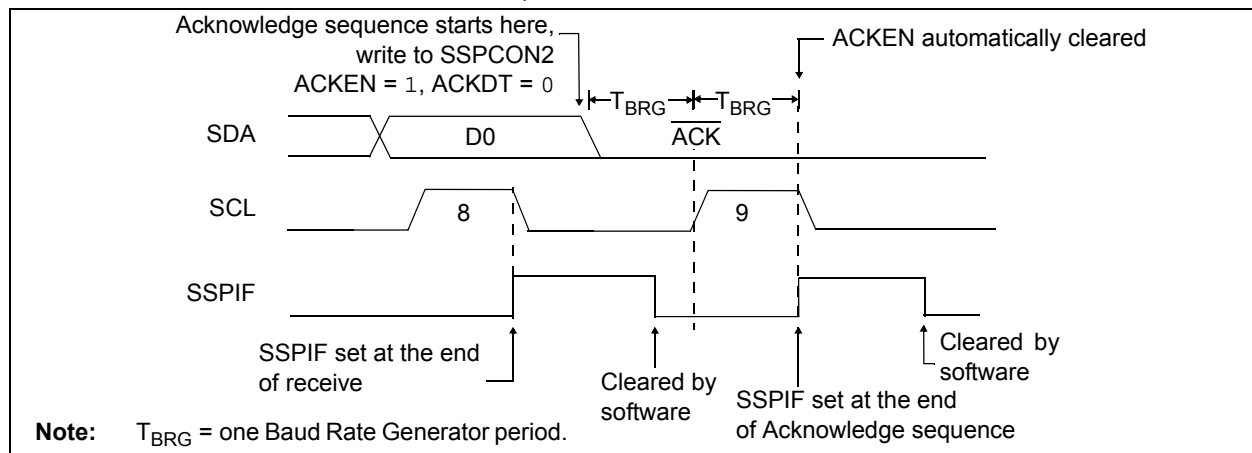 Acknowledge sequence starts here,
write to SSPCON2
ACKEN = 1, ACKDT = 0
ACKEN automatically cleared
TBRG
TBRG
SDA
D0
ACK
SCL
8
9
SSPIF
SSPIF set at the end
of receive
Cleared by
software
SSPIF set at the end
of Acknowledge sequence
Cleared by
software
Note: TBRG = one Baud Rate Generator period.